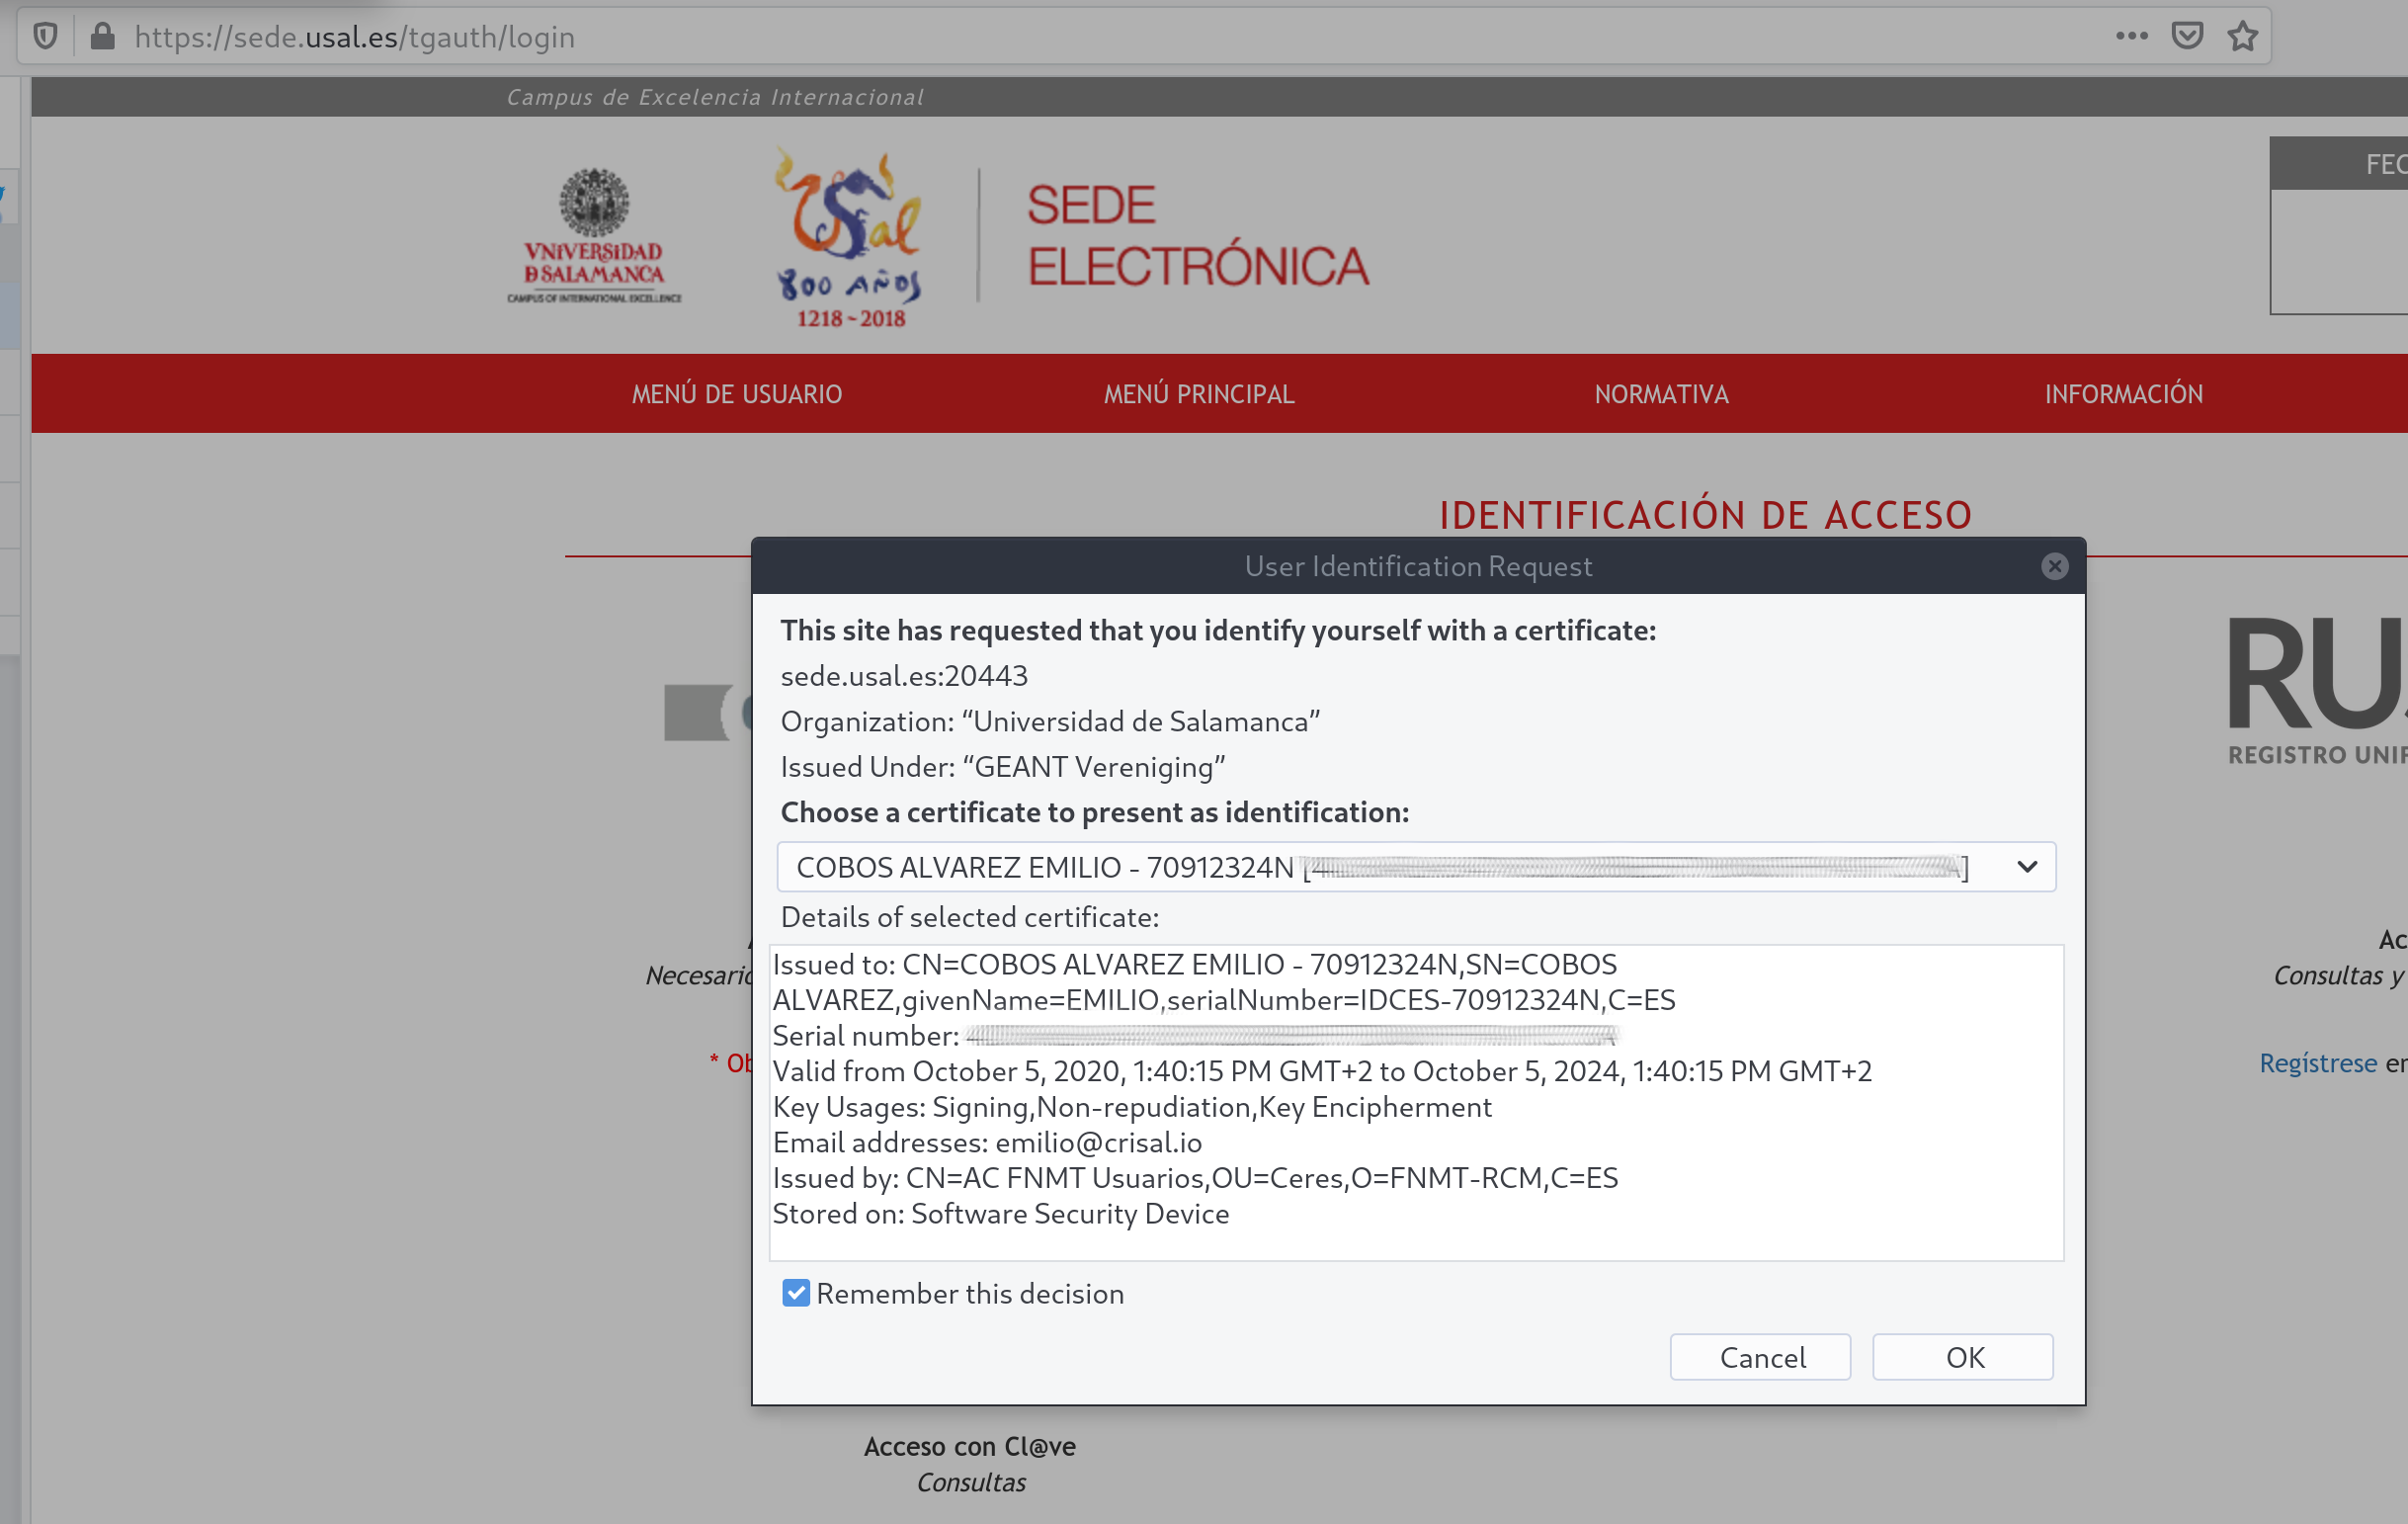 https://sede.usal.es/tgauth/login
Campus de Excelencia Internacional
FEC
VNiVERSiDAD
D SALAMANCA
CAMPUS OF INTERNATIONAL EXCELLENCE
uSal
800 AÑOS
1218 ~ 2018
SEDE
ELECTRÓNICA
MENÚ DE USUARIO
MENÚ PRINCIPAL
NORMATIVA
INFORMACIÓN
IDENTIFICACIÓN DE ACCESO
User Identification Request
This site has requested that you identify yourself with a certificate:
sede.usal.es:20443
Organization: “Universidad de Salamanca”
Issued Under: “GEANT Vereniging”
Choose a certificate to present as identification:
COBOS ALVAREZ EMILIO - 70912324N [ ]
Details of selected certificate:
Issued to: CN=COBOS ALVAREZ EMILIO - 70912324N,SN=COBOS
ALVAREZ,givenName=EMILIO,serialNumber=IDCES-70912324N,C=ES
Serial number:
Valid from October 5, 2020, 1:40:15 PM GMT+2 to October 5, 2024, 1:40:15 PM GMT+2
Key Usages: Signing,Non-repudiation,Key Encipherment
Email addresses: emilio@crisal.io
Issued by: CN=AC FNMT Usuarios,OU=Ceres,O=FNMT-RCM,C=ES
Stored on: Software Security Device
Remember this decision
Cancel
OK
RU
REGISTRO UNIF
Necesario
* Ob
Ac
Consultas y
Regístrese en
Acceso con Cl@ve
Consultas